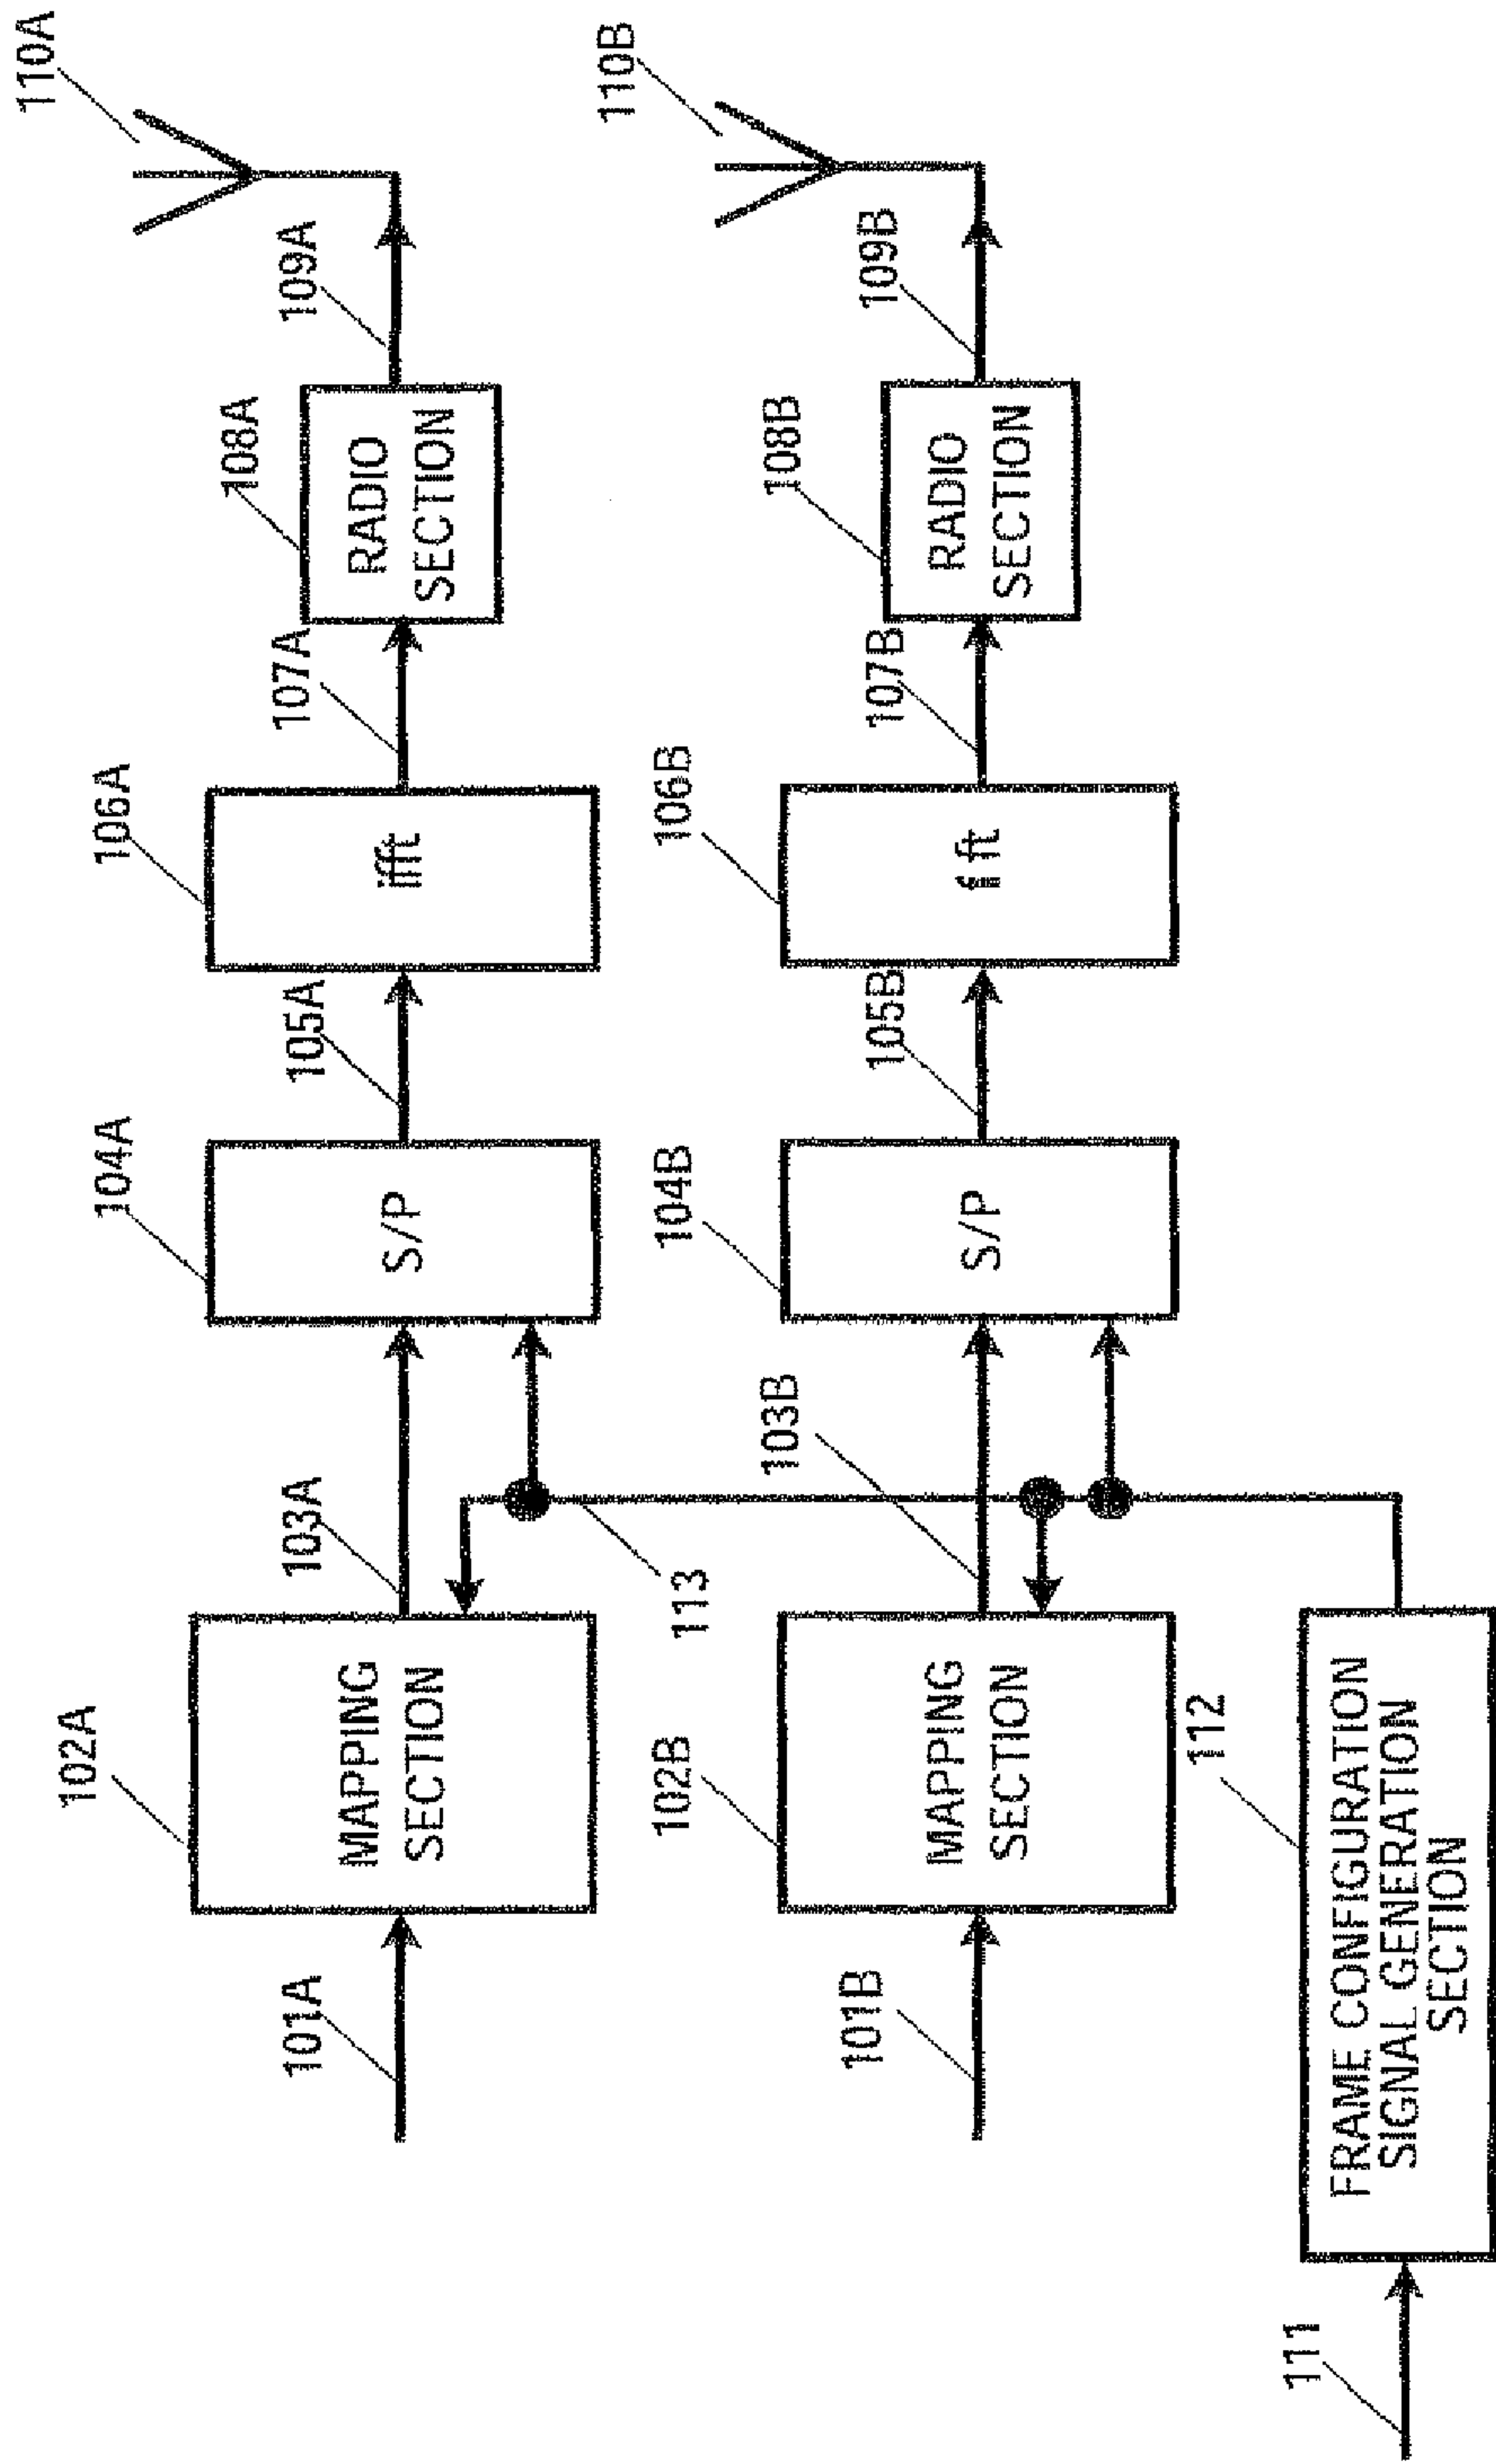 101A
102A
MAPPING
SECTION
103A
104A
S/P
105A
106A
ifft
107A
108A
RADIO
SECTION
109A
110A
113
101B
102B
MAPPING
SECTION
103B
104B
S/P
105B
106B
107B
108B
RADIO
SECTION
109B
110B
111
112
FRAME CONFIGURATION
SIGNAL GENERATION
SECTION